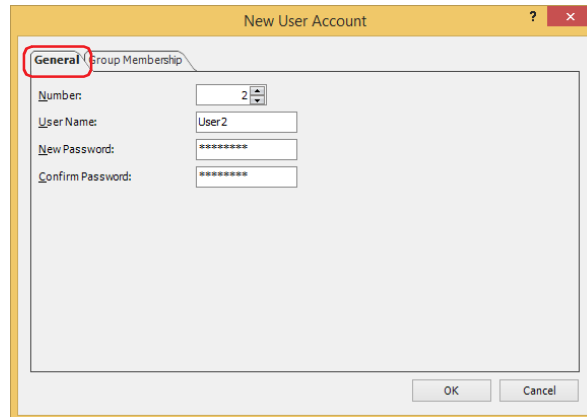 New User Account
? ×
General Group Membership
Number: 2
User Name: User2
New Password: ********
Confirm Password: ********
OK Cancel